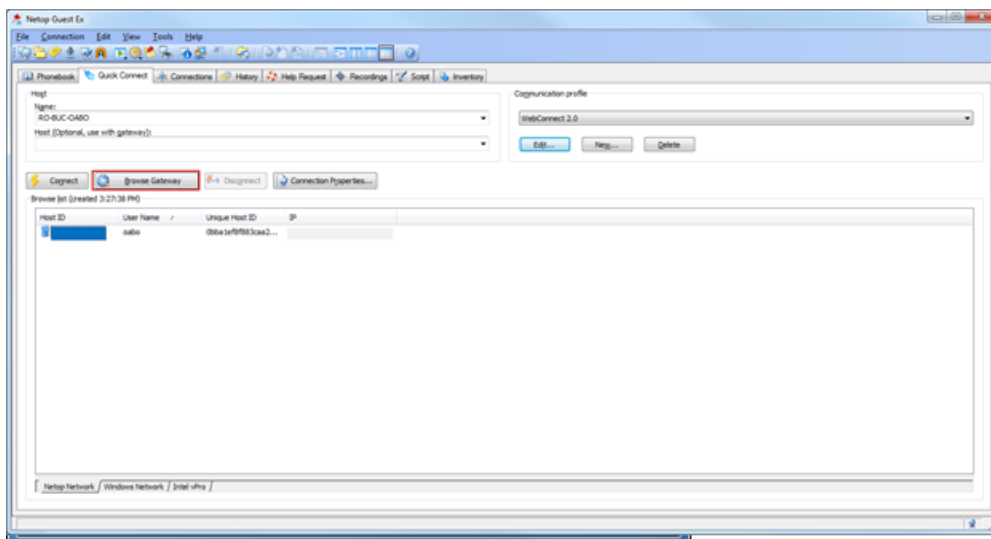 Netop Guest Ex
File Connection Edit View Tools Help
Phonebook Quick Connect Connections History Help Request Recordings Script Inventory
Host
Name:
RO-BUC-OABO
Host (Optional, use with gateway):
Communication profile
WebConnect 2.0
Edit... New... Delete
Connect Browse Gateway Disconnect Connection Properties...
Browse list (created 3:27:38 PM)
Host ID User Name / Unique Host ID IP
oabo 0bba1ef8f883caa2...
Netop Network Windows Network Intel vPro